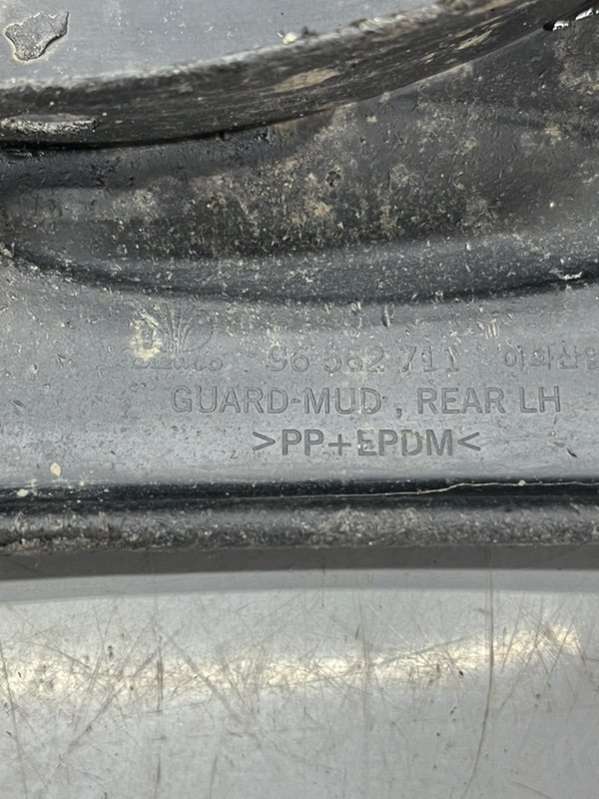 96 562 711
GUARD-MUD, REAR LH
>PP+EPDM<